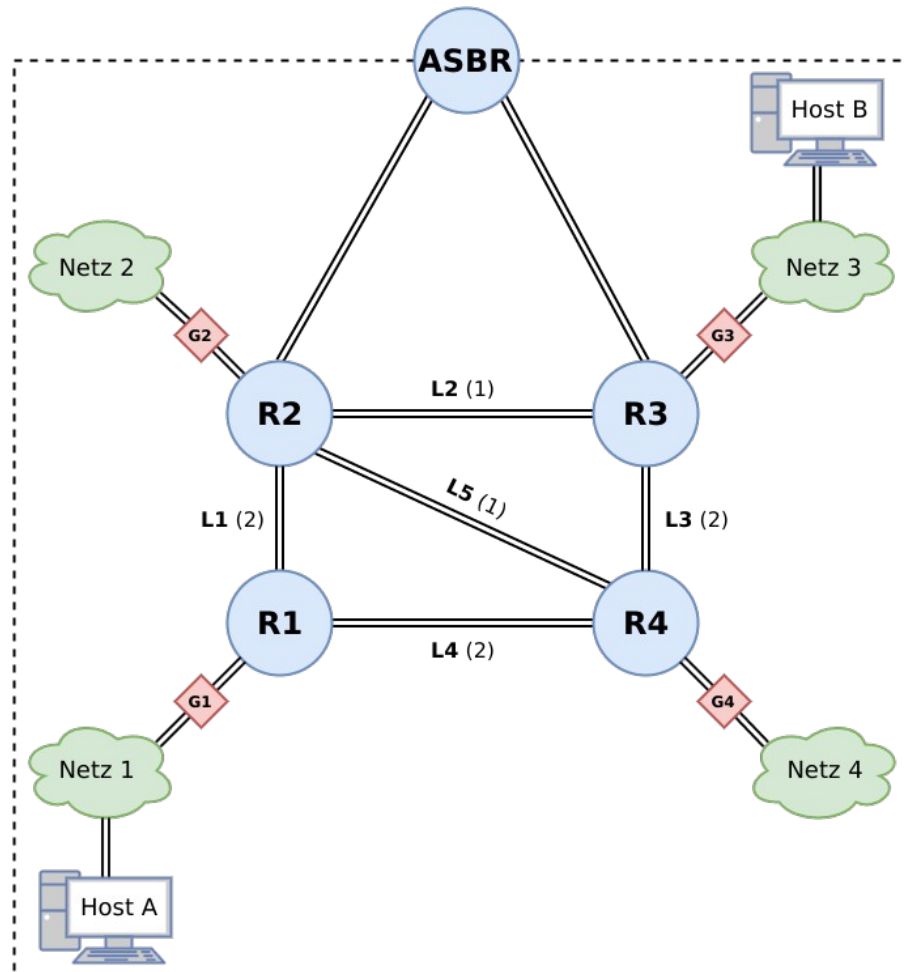 ASBR
Host B
Netz 2
Netz 3
G2
G3
L2 (1)
R2
R3
L5 (1)
L1 (2)
L3 (2)
R1
R4
L4 (2)
G1
G4
Netz 1
Netz 4
Host A